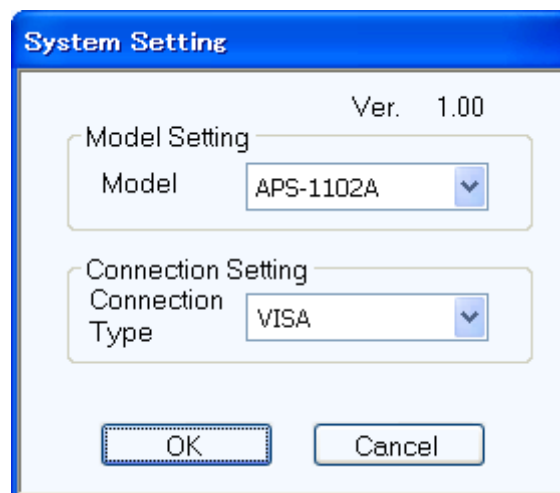 System Setting
Ver. 1.00
Model Setting
Model APS-1102A
Connection Setting
Connection
Type
VISA
OK Cancel